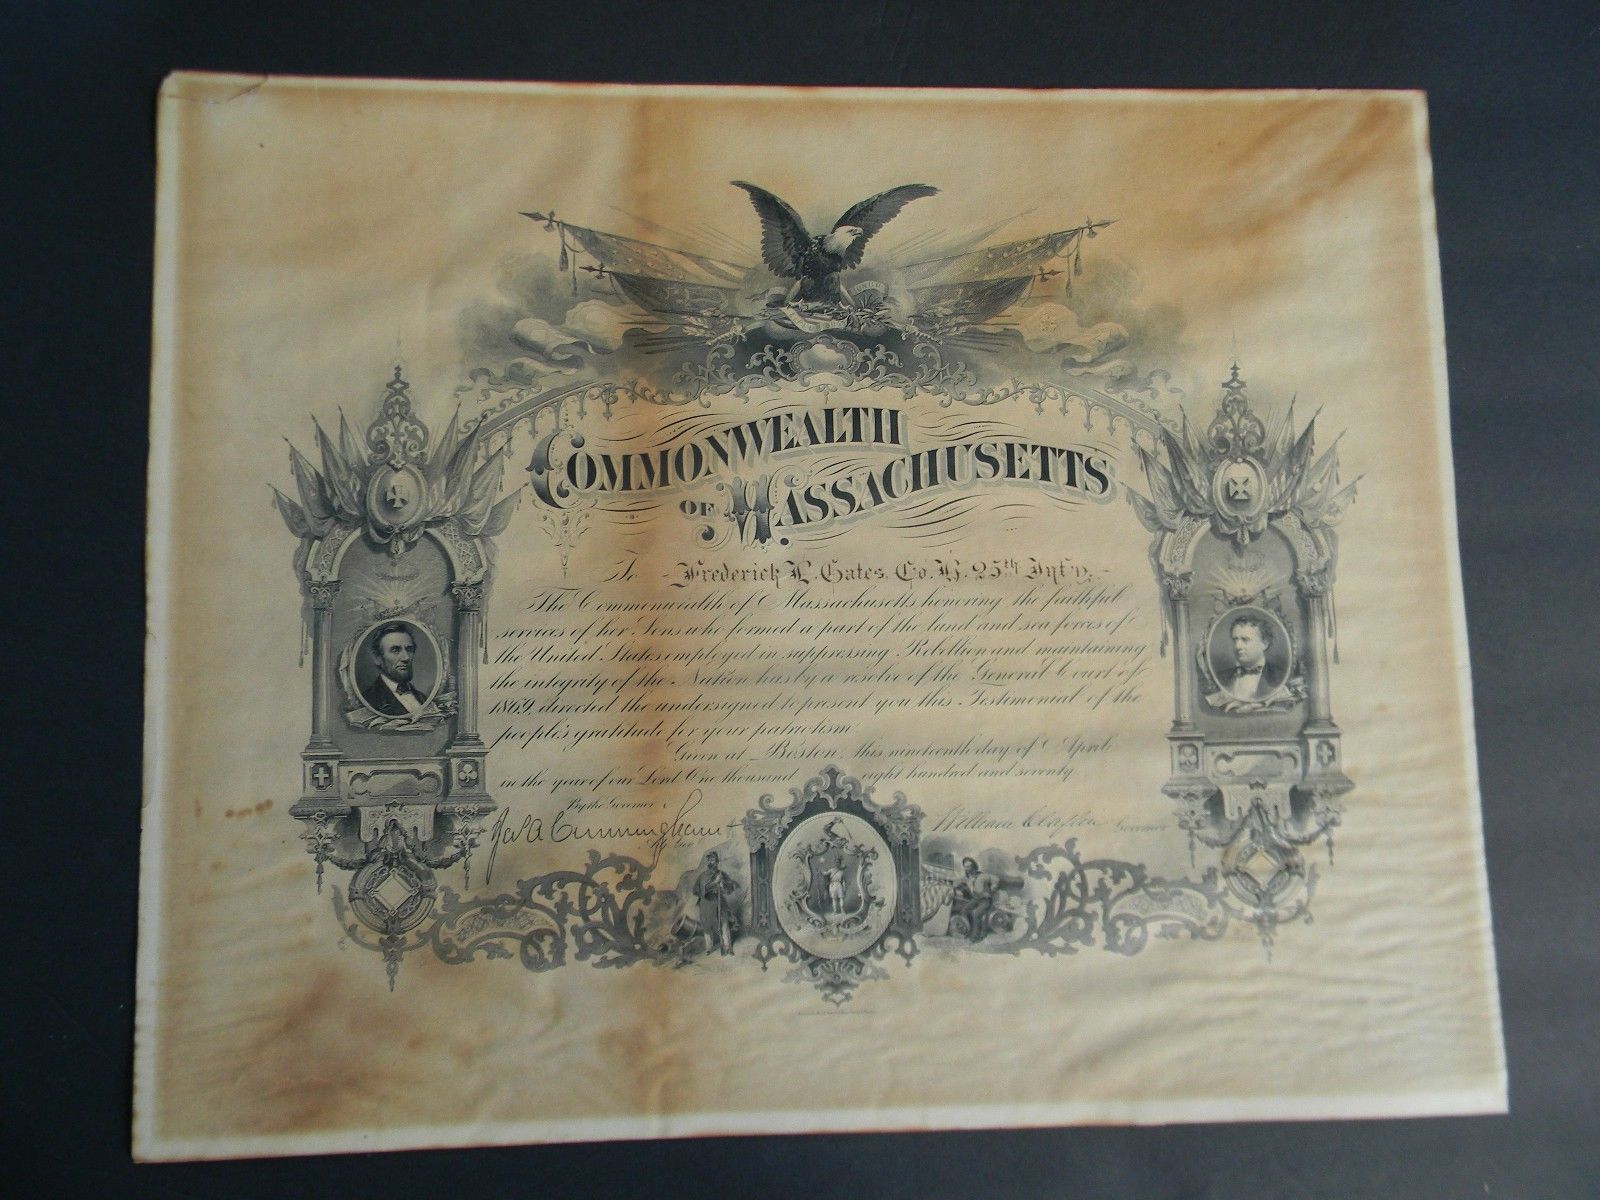 COMMONWEALTH
OF MASSACHUSETTS
To Frederick L. Gates. Co. 25th Inf'y.
The Commonwealth of Massachusetts honoring the faithful
services of her Sons who formed a part of the land and sea forces of
the United States employed in suppressing Rebellion and maintaining
the integrity of the Nation has by a resolve of the General Court of
1869, directed the undersigned to present you this Testimonial of the
people's gratitude for your patriotism.
Given at Boston, this nineteenth day of April
in the year of our Lord One thousand eight hundred and seventy
By the Governor
Jas. A. Cunningham
William Claflin Governor